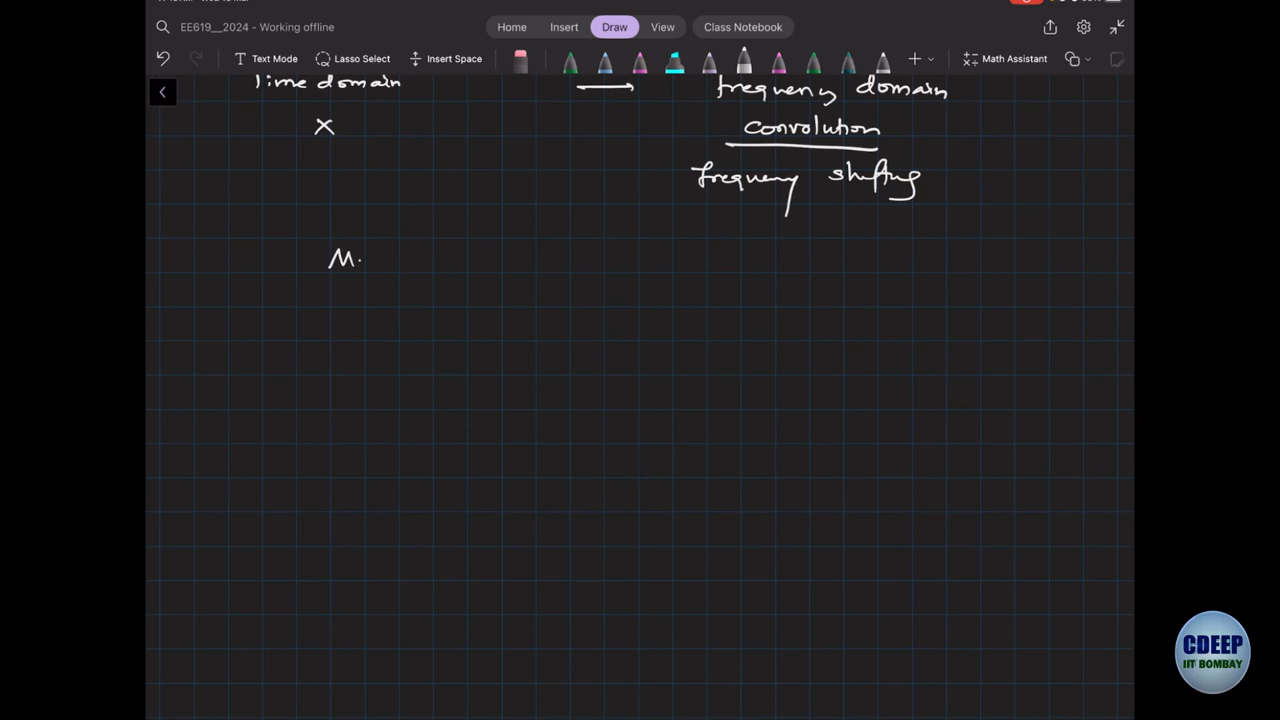 EE619__2024 - Working offline
Home Insert Draw View Class Notebook
Text Mode Lasso Select Insert Space Math Assistant
Time domain → frequency domain
× convolution
frequency shifting
M.
CDEEP
IIT BOMBAY